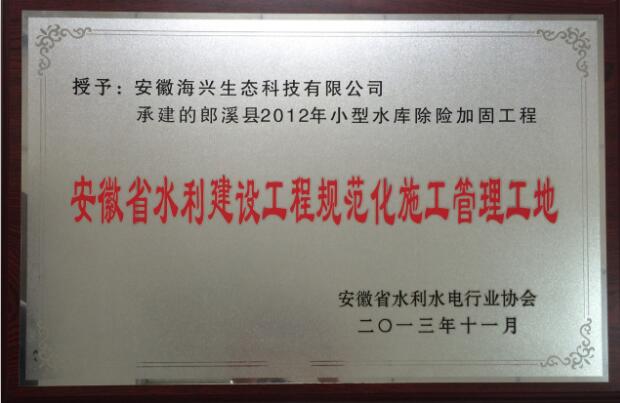 授予：安徽海兴生态科技有限公司
承建的郎溪县2012年小型水库除险加固工程
安徽省水利建设工程规范化施工管理工地
安徽省水利水电行业协会
二〇一三年十一月